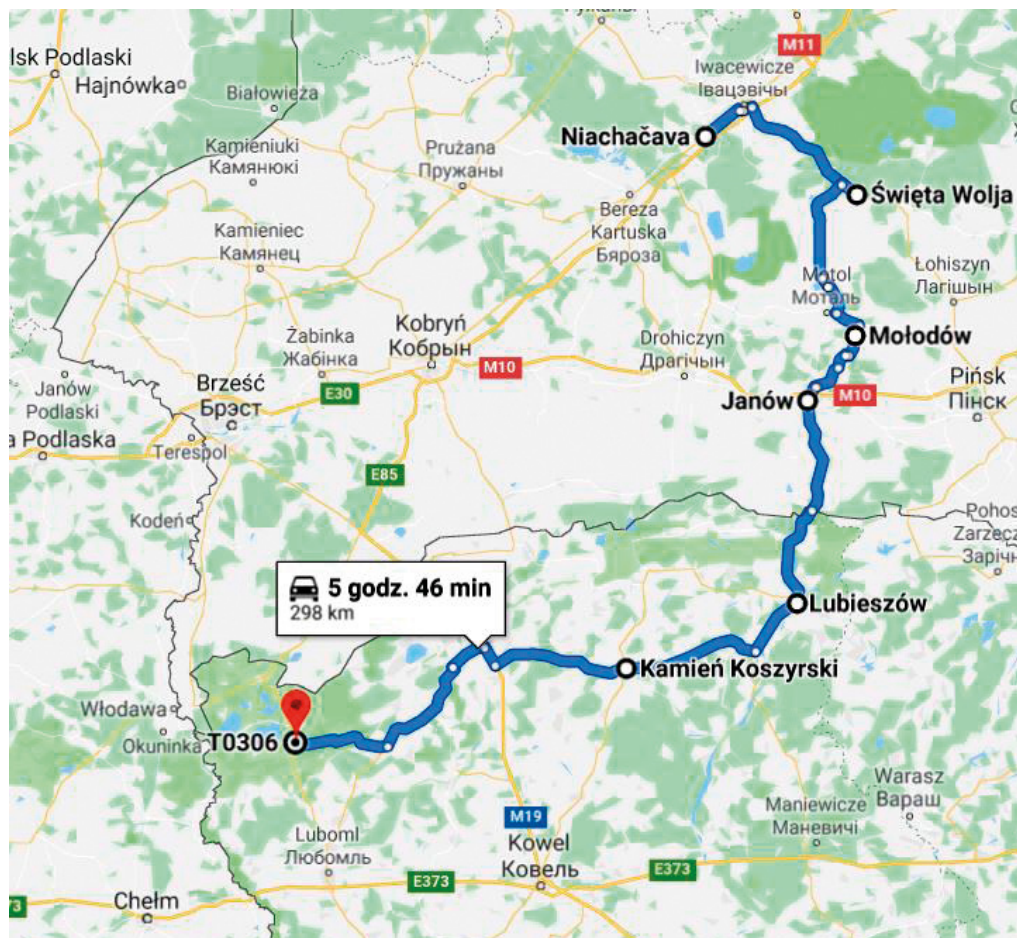 M11
lsk Podlaski
Hajnówka
Białowieża
Iwacewicze
Івацэвічы
Niachačava
Kamieniuki
Камянюкі
Prużana
Пружаны
Święta Wolja
Bereza
Kartuska
Бяроза
Kamieniec
Камянец
Motol
Моталь
Łohiszyn
Лагішын
Kobryń
Кобрын
Żabinka
Жабінка
Drohiczyn
Драгічын
Mołodów
M10
Janów
Podlaski
Brześć
Брэст
E30
Janów
M10
Pińsk
Пінск
a Podlaska
Terespol
E85
Kodeń
Pohos
Zarzecz
Зарічн
5 godz. 46 min
298 km
Lubieszów
Kamień Koszyrski
Włodawa
Okuninka
T0306
Warasz
Вараш
Maniewicze
Маневичі
M19
Luboml
Любомль
Kowel
Ковель
E373
E373
Chełm
73